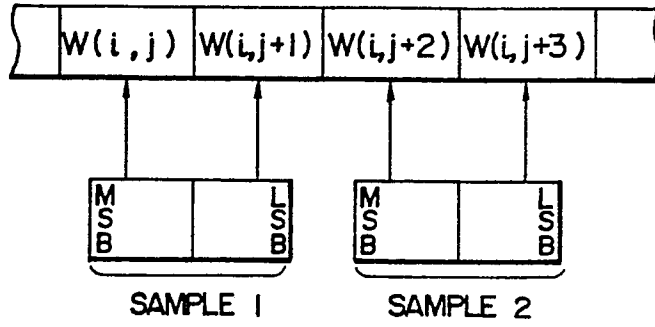 W(i,j) W(i,j+1) W(i,j+2) W(i,j+3)
MSB LSB MSB LSB
SAMPLE 1 SAMPLE 2